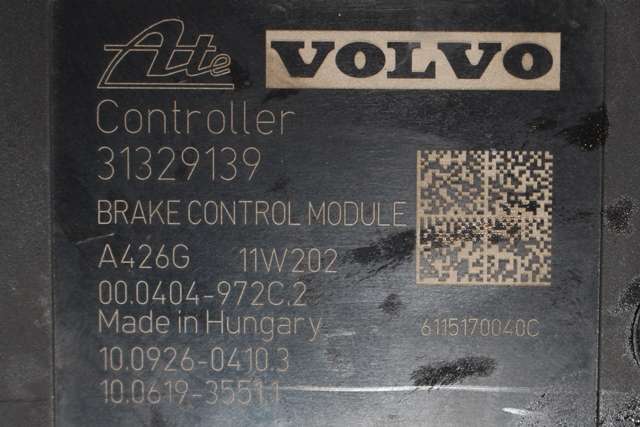 Ate VOLVO
Controller
31329139
BRAKE CONTROL MODULE
A426G 11W202
00.0404-972C.2
Made in Hungary 6115170040C
10.0926-0410.3
10.0619-3551.1